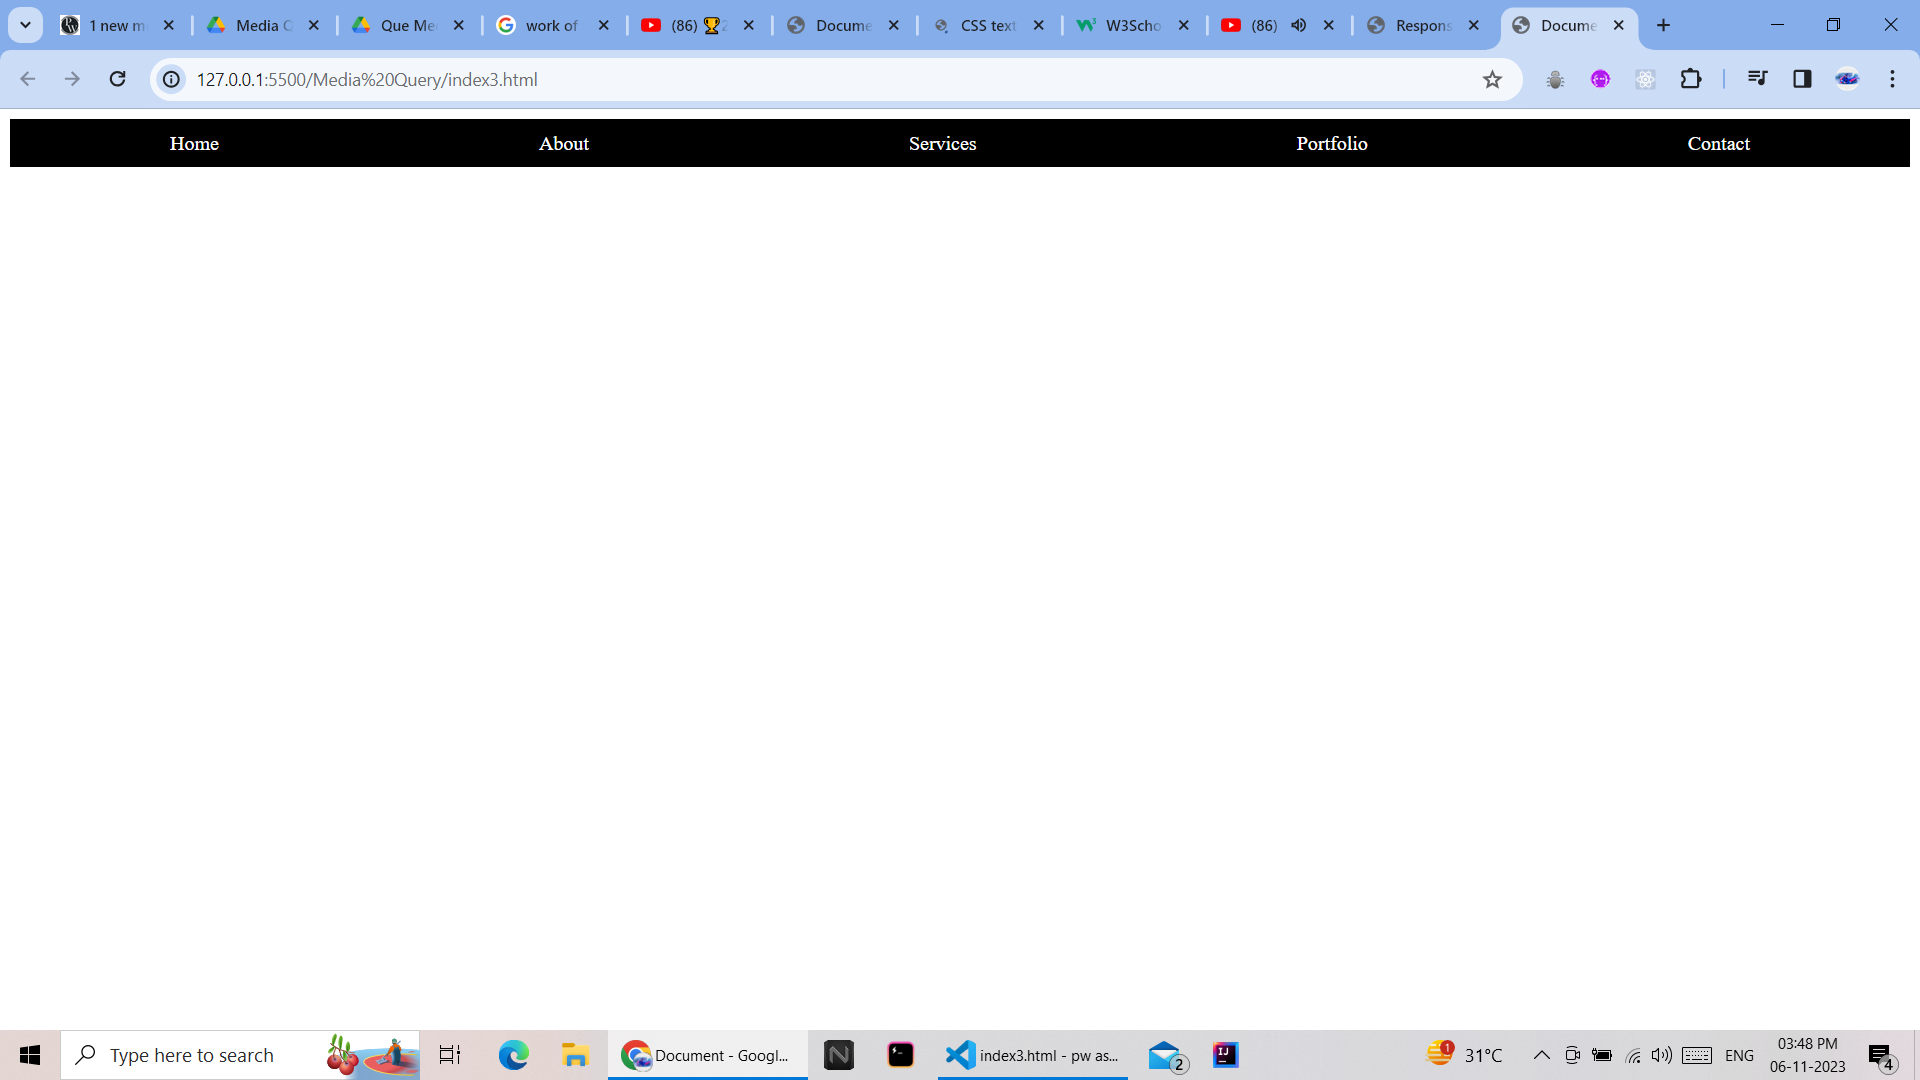 1 new m
Media Q
Que Me
work of
(86)
Docume
CSS text
W3Scho
(86)
Respons
Docume
127.0.0.1:5500/Media%20Query/index3.html
Home About Services Portfolio Contact
Type here to search
Document - Googl...
index3.html - pw as...
2
1
31°C
ENG
03:48 PM
06-11-2023
4